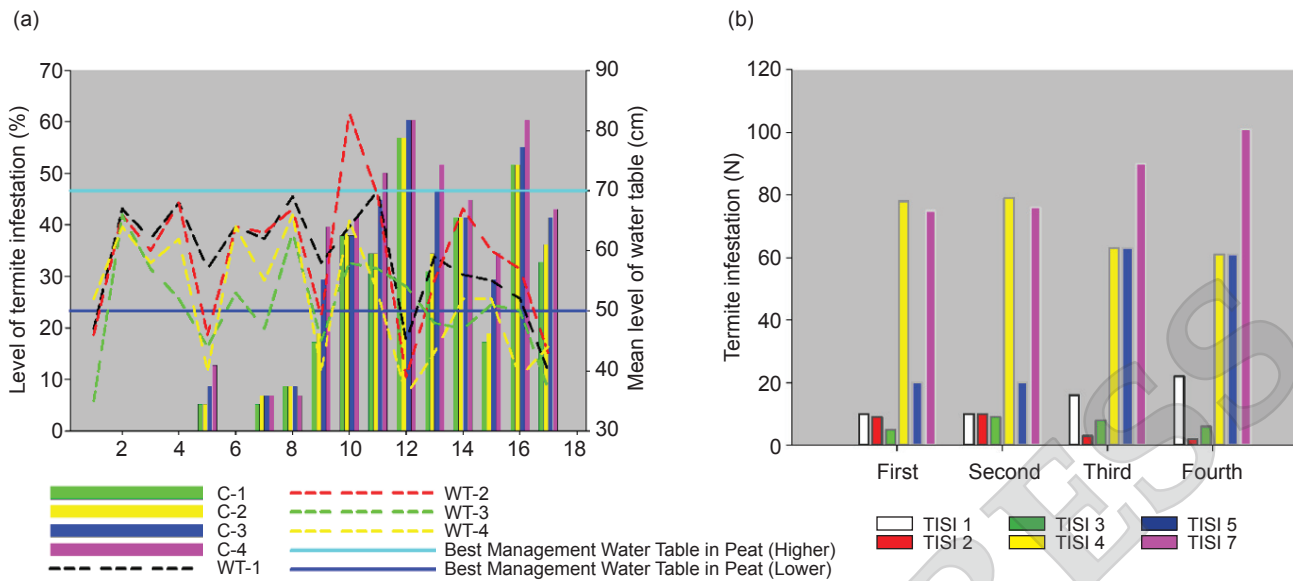 (a)
(b)
Level of termite infestation (%)
70
60
50
40
30
20
10
0
2 4 6 8 10 12 14 16 18
90
80
70
60
50
40
30
Mean level of water table (cm)
C-1
C-2
C-3
C-4
WT-1
WT-2
WT-3
WT-4
Best Management Water Table in Peat (Higher)
Best Management Water Table in Peat (Lower)
Termite infestation (N)
120
100
80
60
40
20
0
First Second Third Fourth
TISI 1 TISI 3 TISI 5
TISI 2 TISI 4 TISI 7
PESS